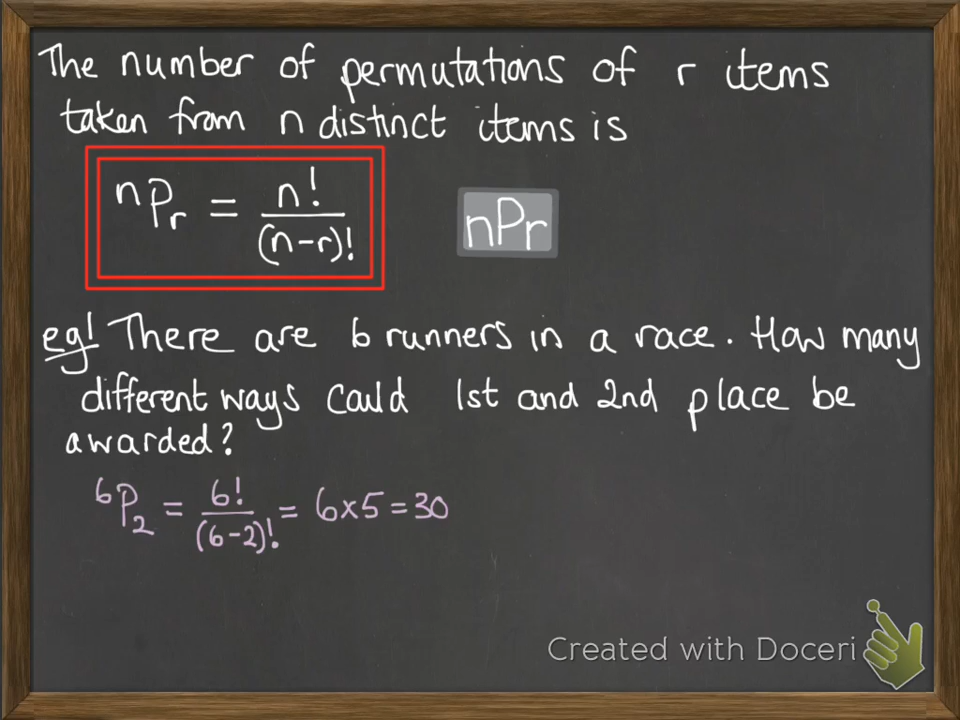 The number of permutations of r items
taken from n distinct items is
ⁿPᵣ = n!/(n-r)!
nPr
eg! There are 6 runners in a race. How many
different ways could 1st and 2nd place be
awarded?
⁶P₂ = 6!/(6-2)! = 6x5 = 30
Created with Doceri